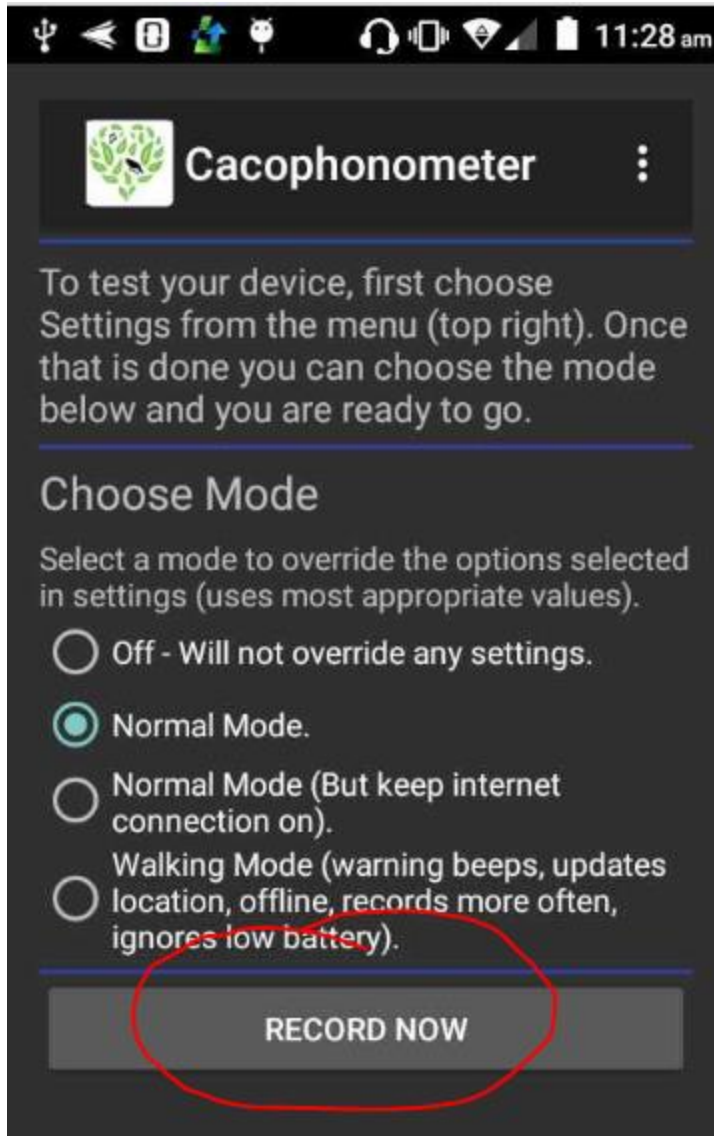 11:28 am
Cacophonometer
To test your device, first choose
Settings from the menu (top right). Once
that is done you can choose the mode
below and you are ready to go.
Choose Mode
Select a mode to override the options selected
in settings (uses most appropriate values).
Off - Will not override any settings.
Normal Mode.
Normal Mode (But keep internet
connection on).
Walking Mode (warning beeps, updates
location, offline, records more often,
ignores low battery).
RECORD NOW